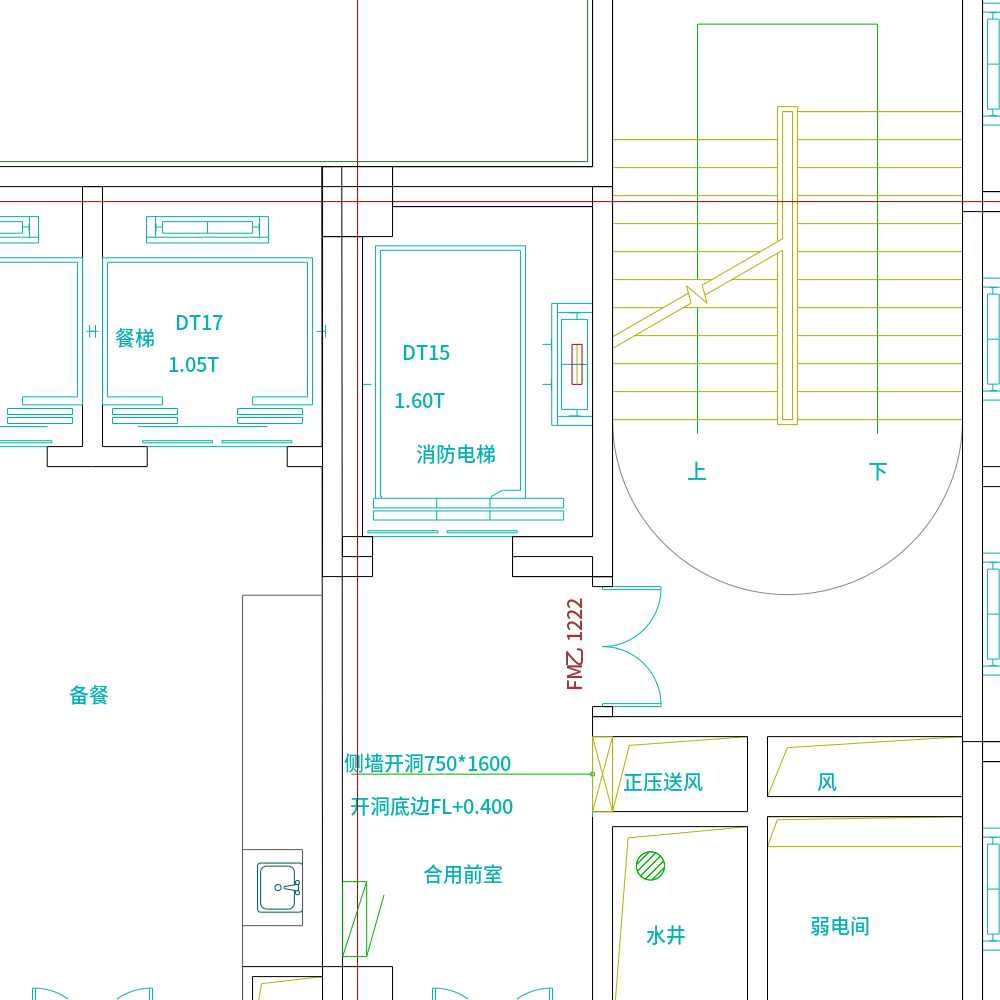 DT17
餐梯
1.05T
DT15
1.60T
消防电梯
上
下
FM乙 1222
备餐
侧墙开洞750*1600
开洞底边FL+0.400
正压送风
风
合用前室
水井
弱电间